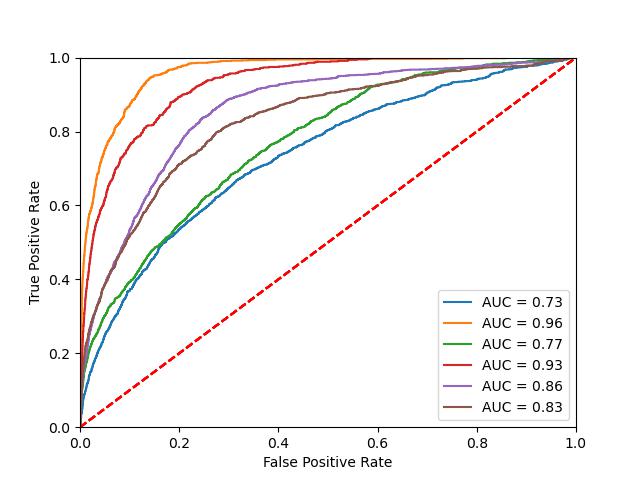 1.0
0.8
0.6
0.4
0.2
0.0
True Positive Rate
0.0 0.2 0.4 0.6 0.8 1.0
False Positive Rate
AUC = 0.73
AUC = 0.96
AUC = 0.77
AUC = 0.93
AUC = 0.86
AUC = 0.83